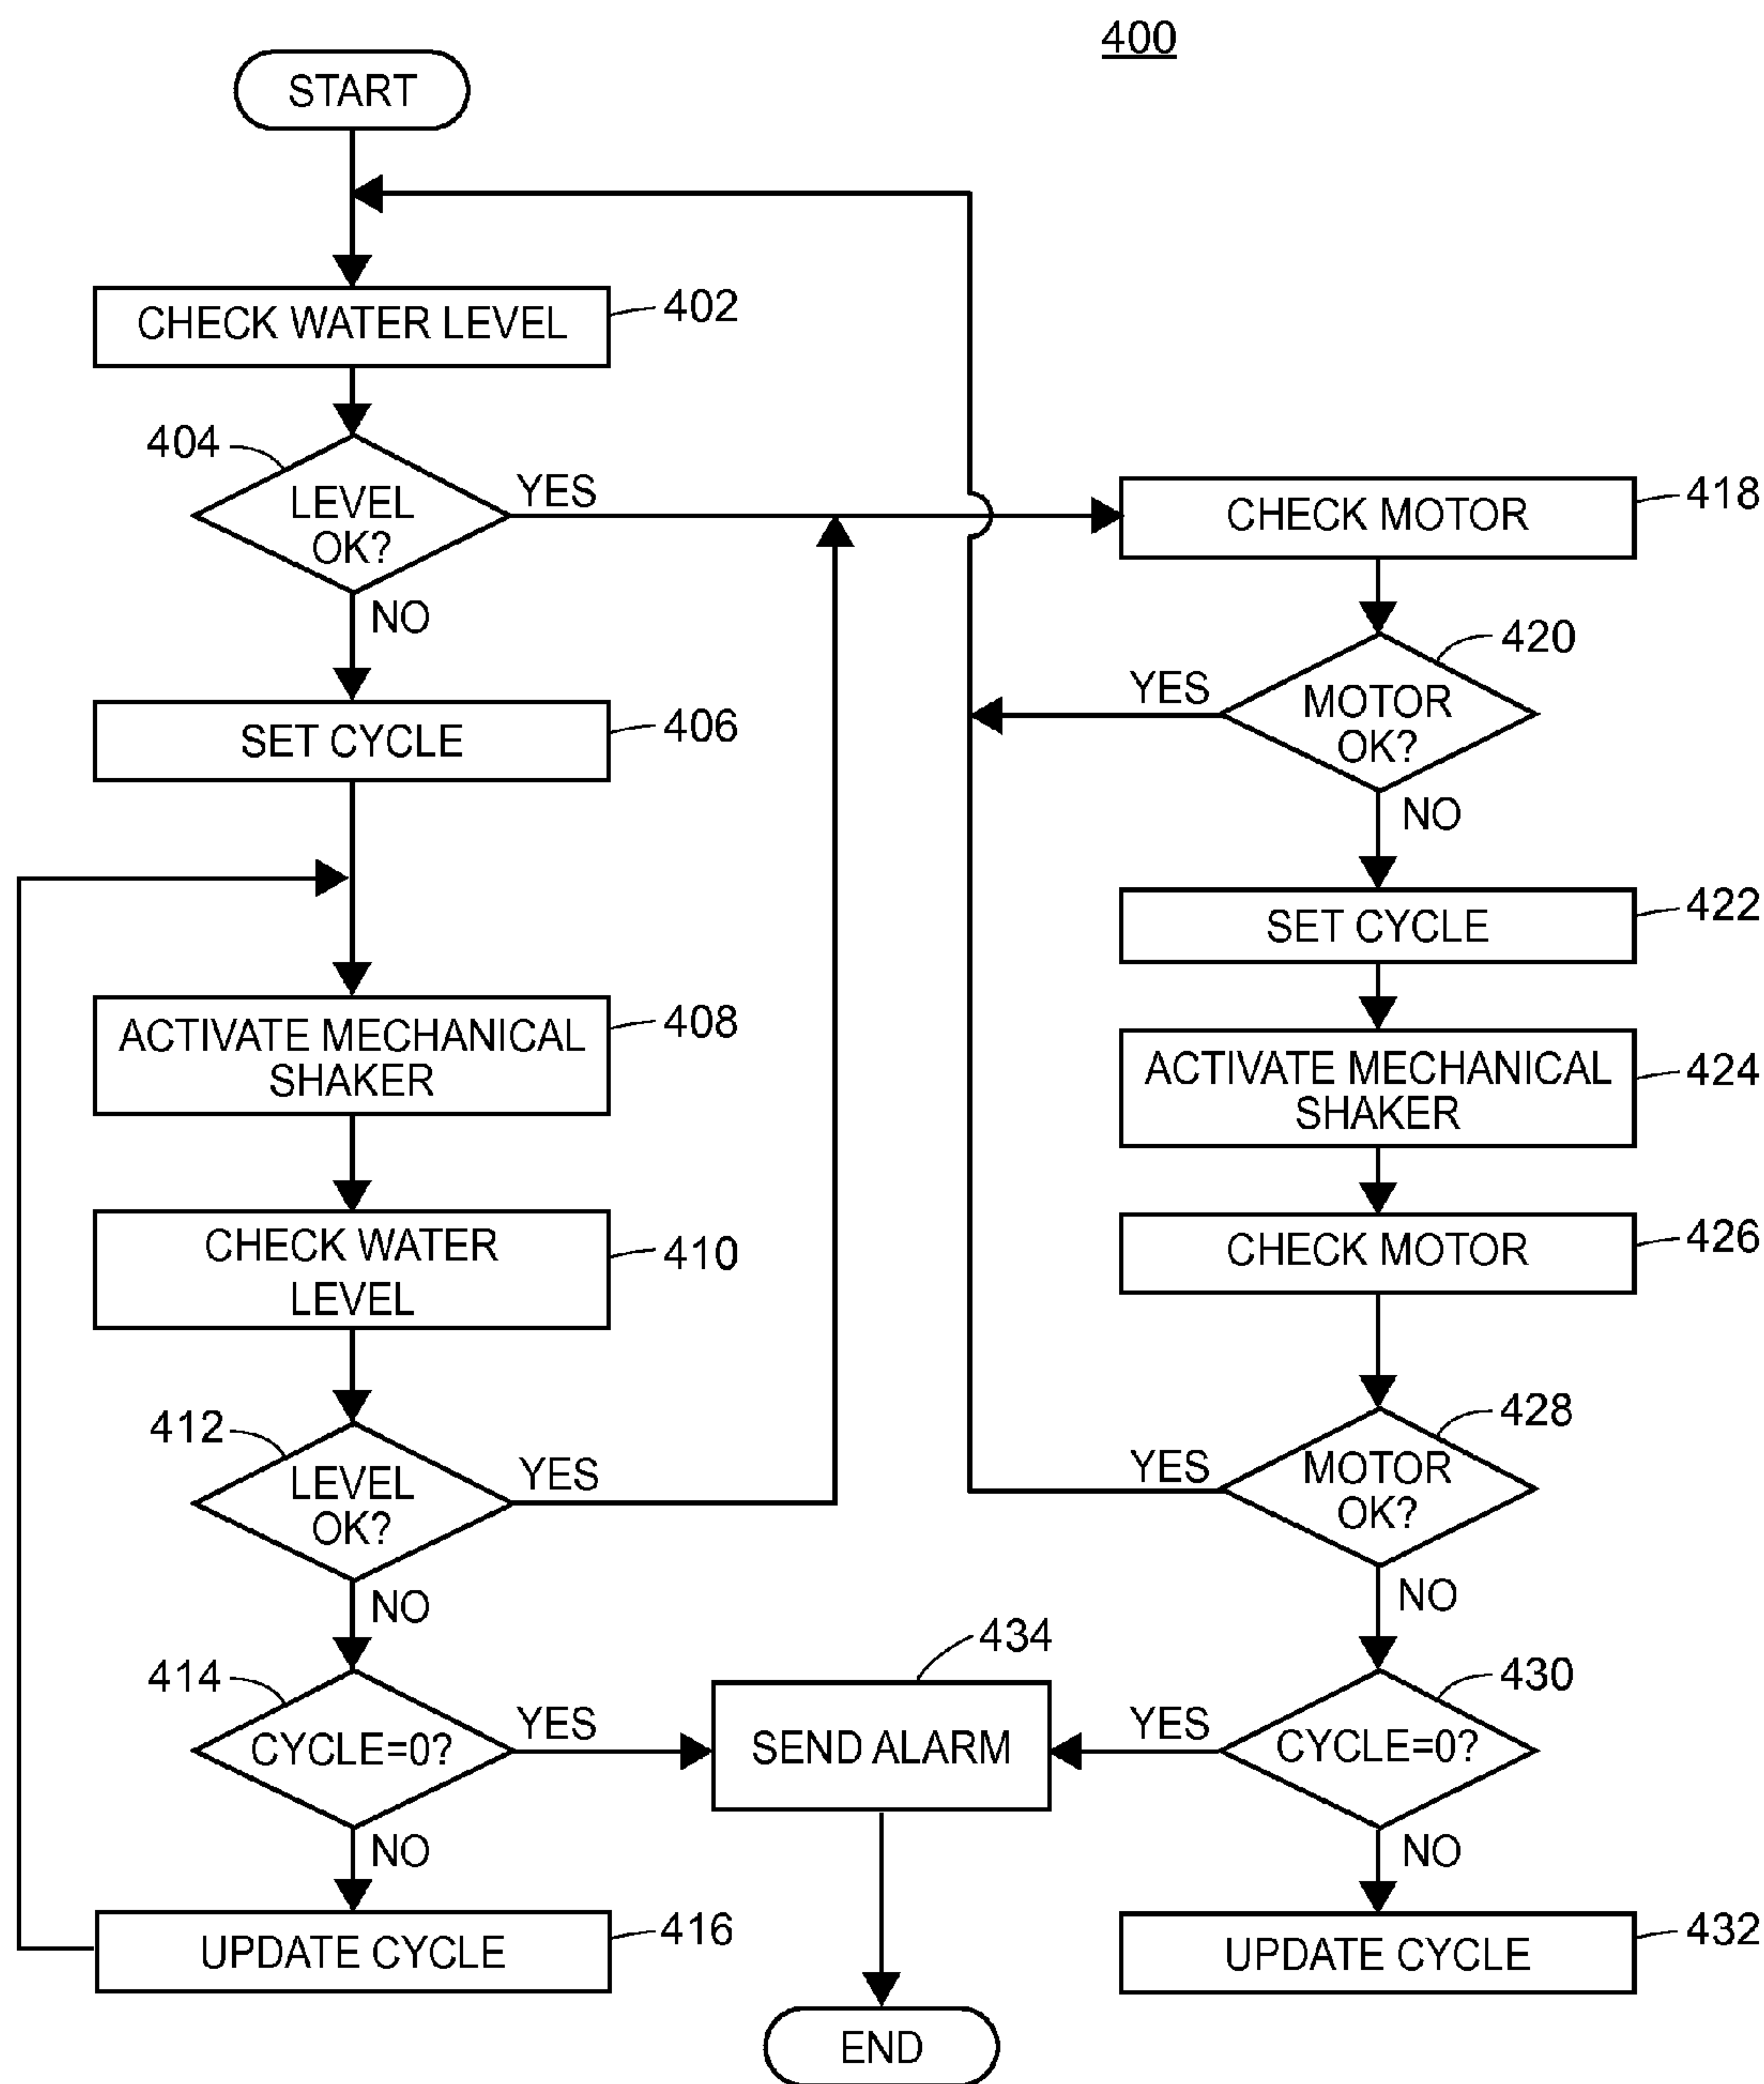 400
START
CHECK WATER LEVEL
402
404
LEVEL
OK?
YES
NO
SET CYCLE
406
ACTIVATE MECHANICAL
SHAKER
408
CHECK WATER
LEVEL
410
412
LEVEL
OK?
YES
NO
414
CYCLE=0?
YES
NO
UPDATE CYCLE
416
CHECK MOTOR
418
420
MOTOR
OK?
YES
NO
SET CYCLE
422
ACTIVATE MECHANICAL
SHAKER
424
CHECK MOTOR
426
428
MOTOR
OK?
YES
NO
430
CYCLE=0?
YES
NO
UPDATE CYCLE
432
434
SEND ALARM
END